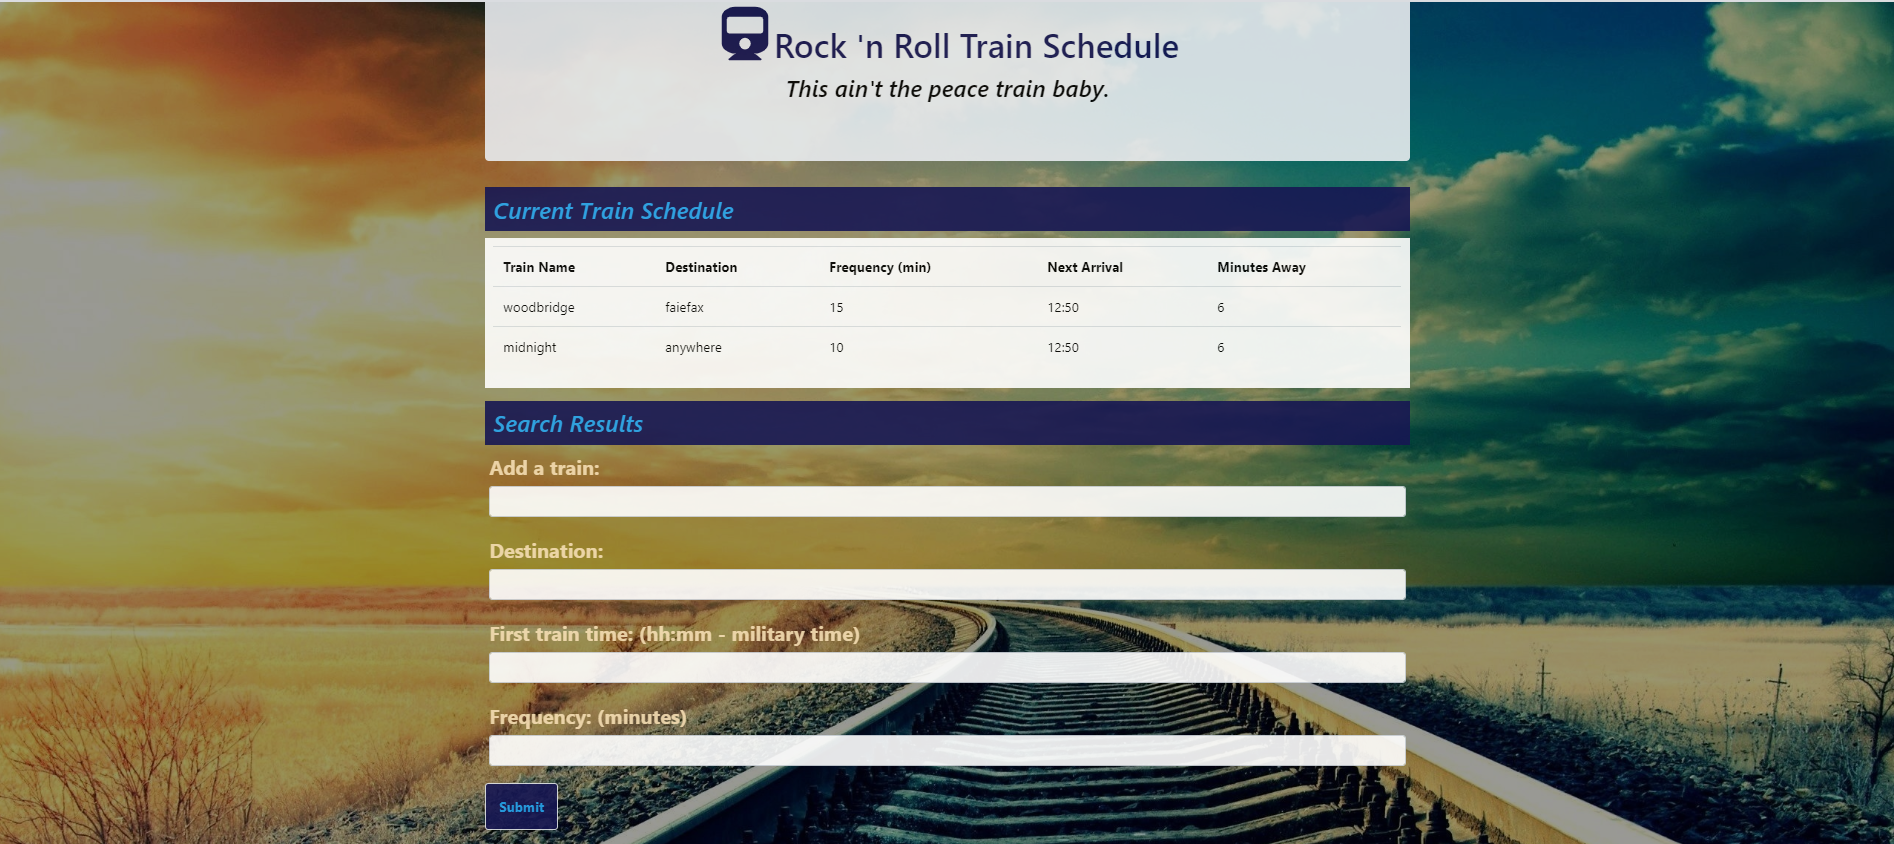 Rock 'n Roll Train Schedule
This ain't the peace train baby.
Current Train Schedule
Train Name Destination Frequency (min) Next Arrival Minutes Away
woodbridge faiefax 15 12:50 6
midnight anywhere 10 12:50 6
Search Results
Add a train:
Destination:
First train time: (hh:mm - military time)
Frequency: (minutes)
Submit